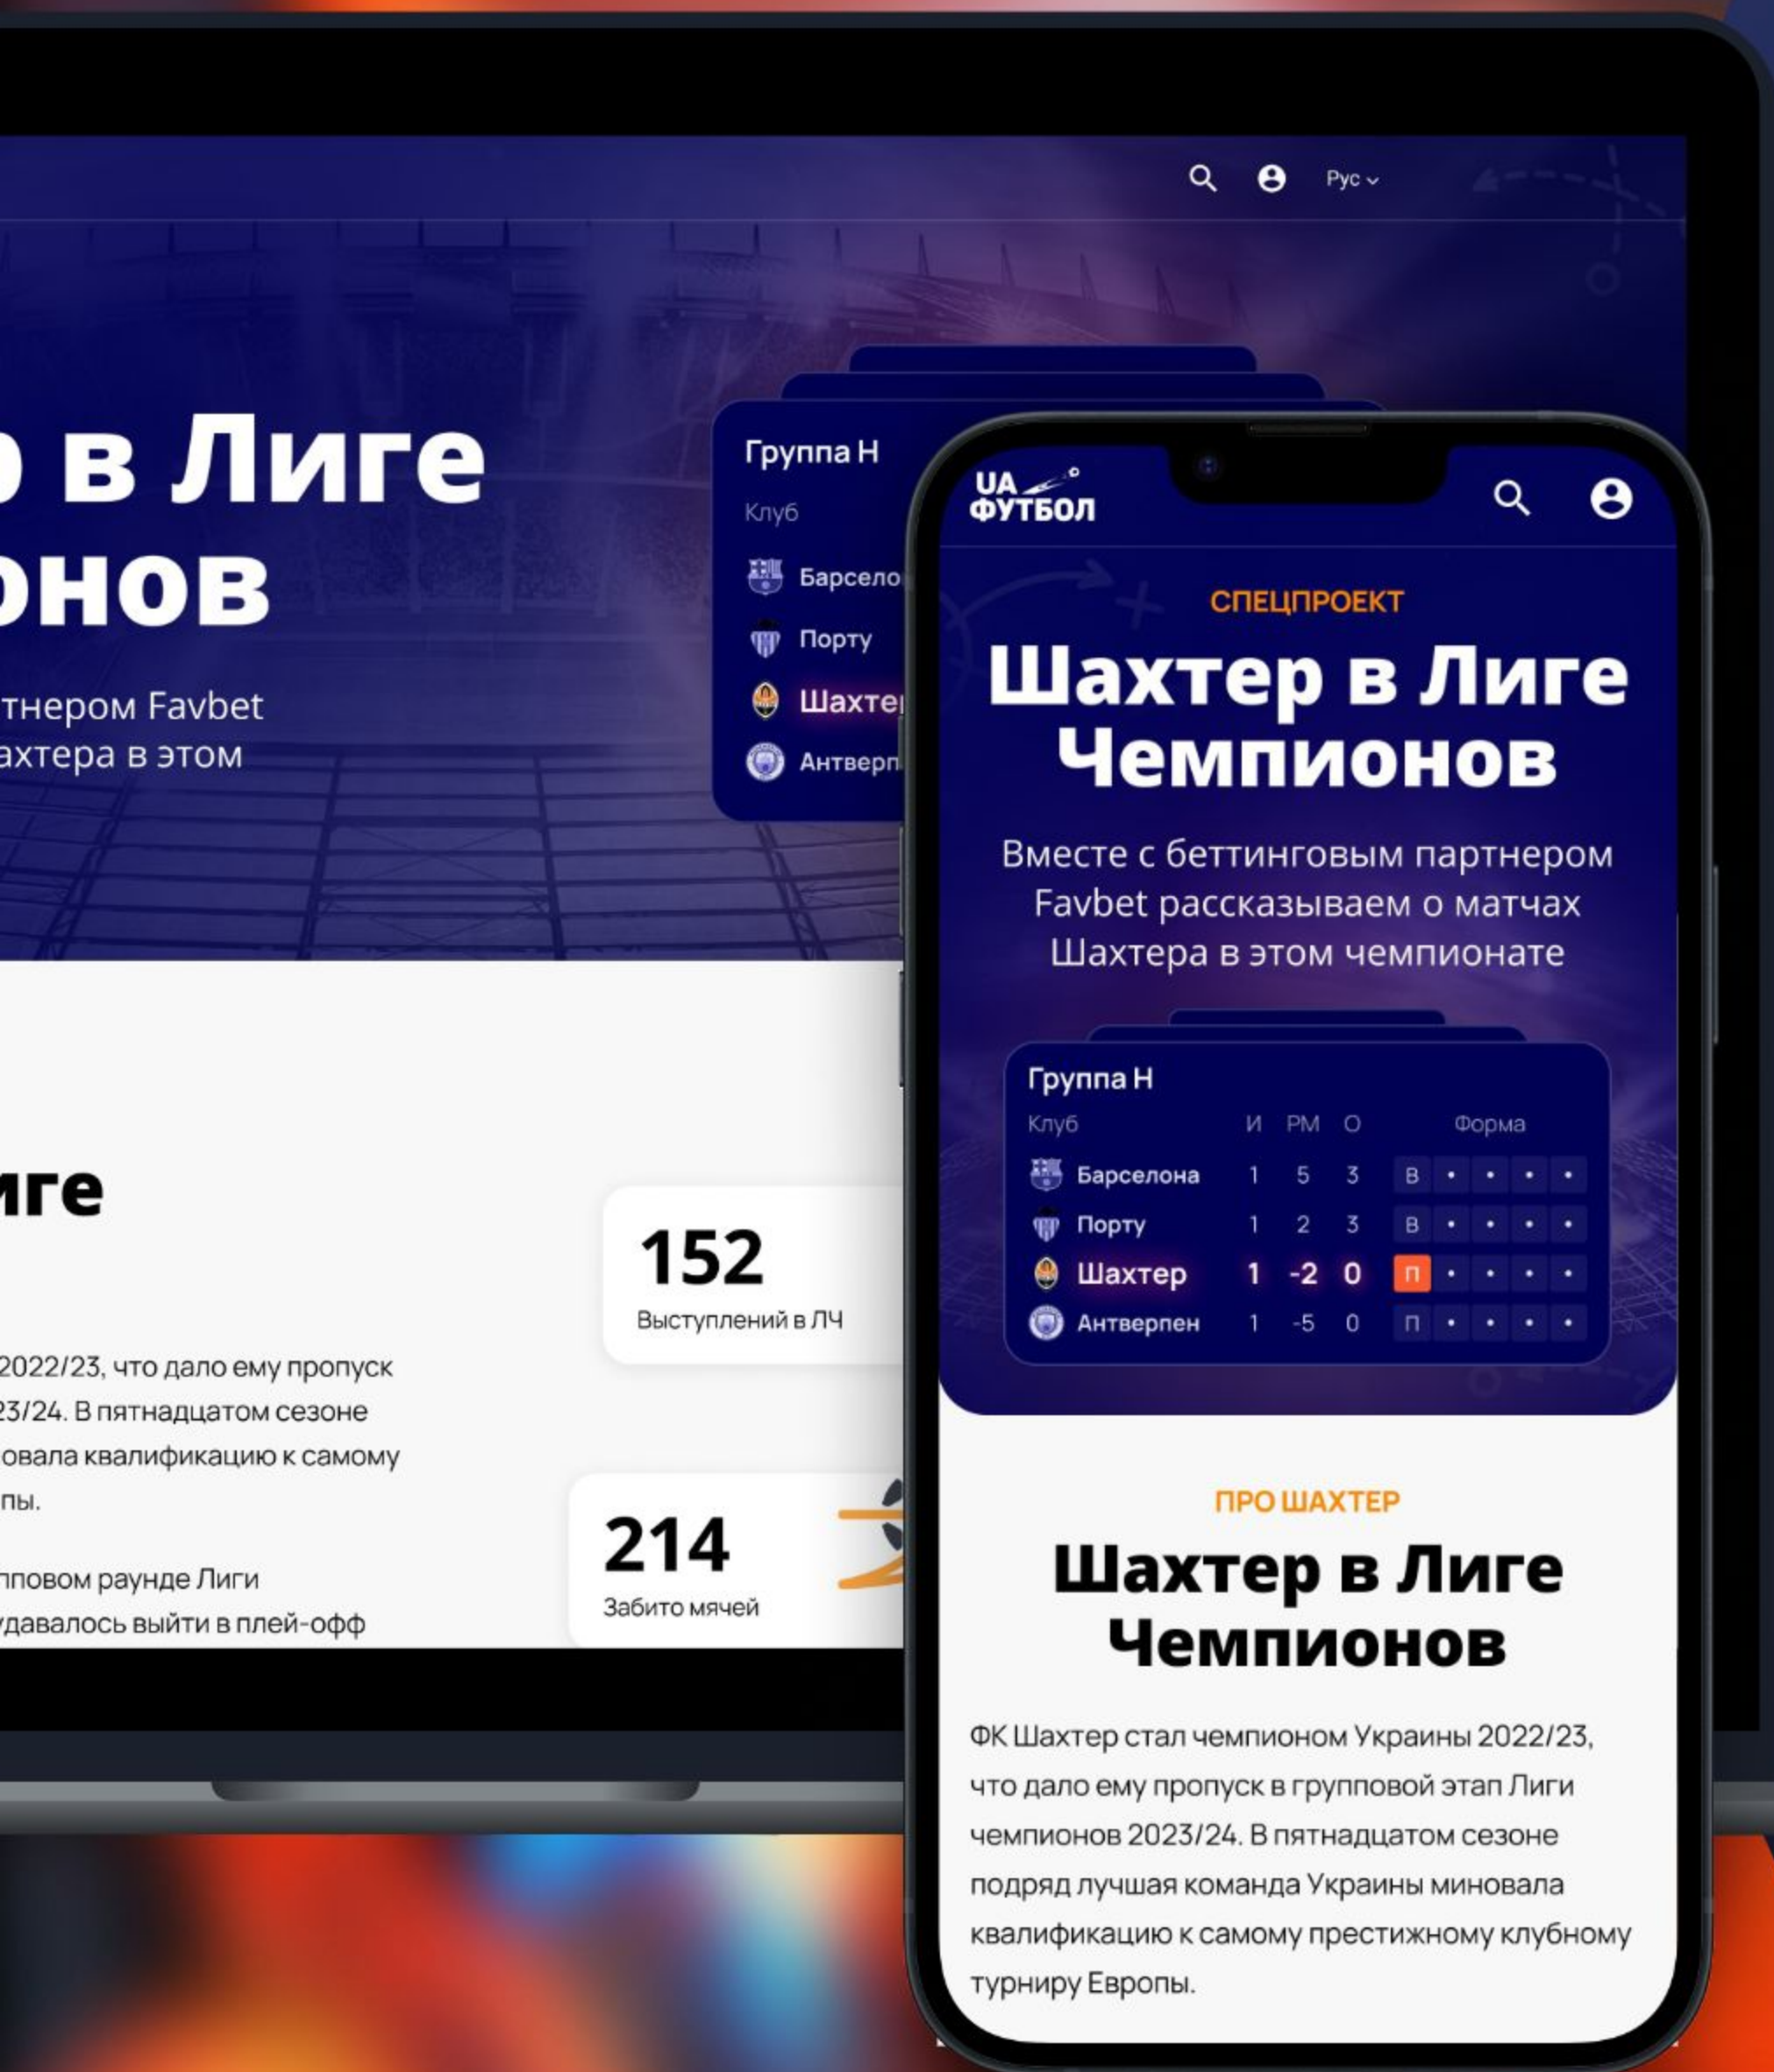 Рус
в Лиге
онов
тнером Favbet
ахтера в этом
Группа H
Клуб
Барсело
Порту
Шахте
Антверп
иге
2022/23, что дало ему пропуск
23/24. В пятнадцатом сезоне
овала квалификацию к самому
пы.
пповом раунде Лиги
удавалось выйти в плей-офф
152
Выступлений в ЛЧ
214
Забито мячей
UA
ФУТБОЛ
СПЕЦПРОЕКТ
Шахтер в Лиге
Чемпионов
Вместе с беттинговым партнером
Favbet рассказываем о матчах
Шахтера в этом чемпионате
Группа H
Клуб И РМ О Форма
Барселона 1 5 3 В • • • •
Порту 1 2 3 В • • • •
Шахтер 1 -2 0 П • • • •
Антверпен 1 -5 0 П • • • •
ПРО ШАХТЕР
Шахтер в Лиге
Чемпионов
ФК Шахтер стал чемпионом Украины 2022/23,
что дало ему пропуск в групповой этап Лиги
чемпионов 2023/24. В пятнадцатом сезоне
подряд лучшая команда Украины миновала
квалификацию к самому престижному клубному
турниру Европы.